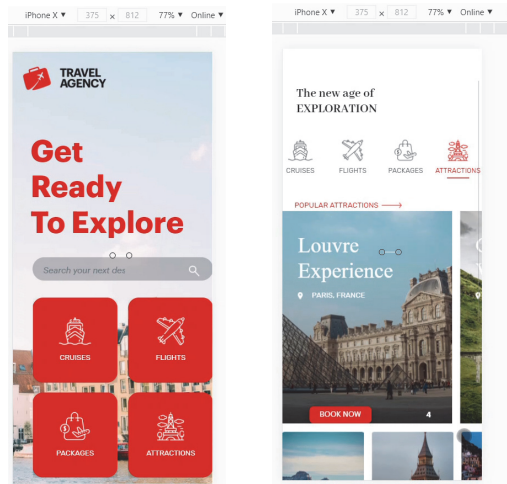 iPhone X ▼ 375 x 812 77% ▼ Online ▼
TRAVEL
AGENCY
Get
Ready
To Explore
Search your next des
CRUISES
FLIGHTS
PACKAGES
ATTRACTIONS
iPhone X ▼ 375 x 812 77% ▼ Online ▼
The new age of
EXPLORATION
CRUISES FLIGHTS PACKAGES ATTRACTIONS
POPULAR ATTRACTIONS
Louvre
Experience
PARIS, FRANCE
BOOK NOW 4